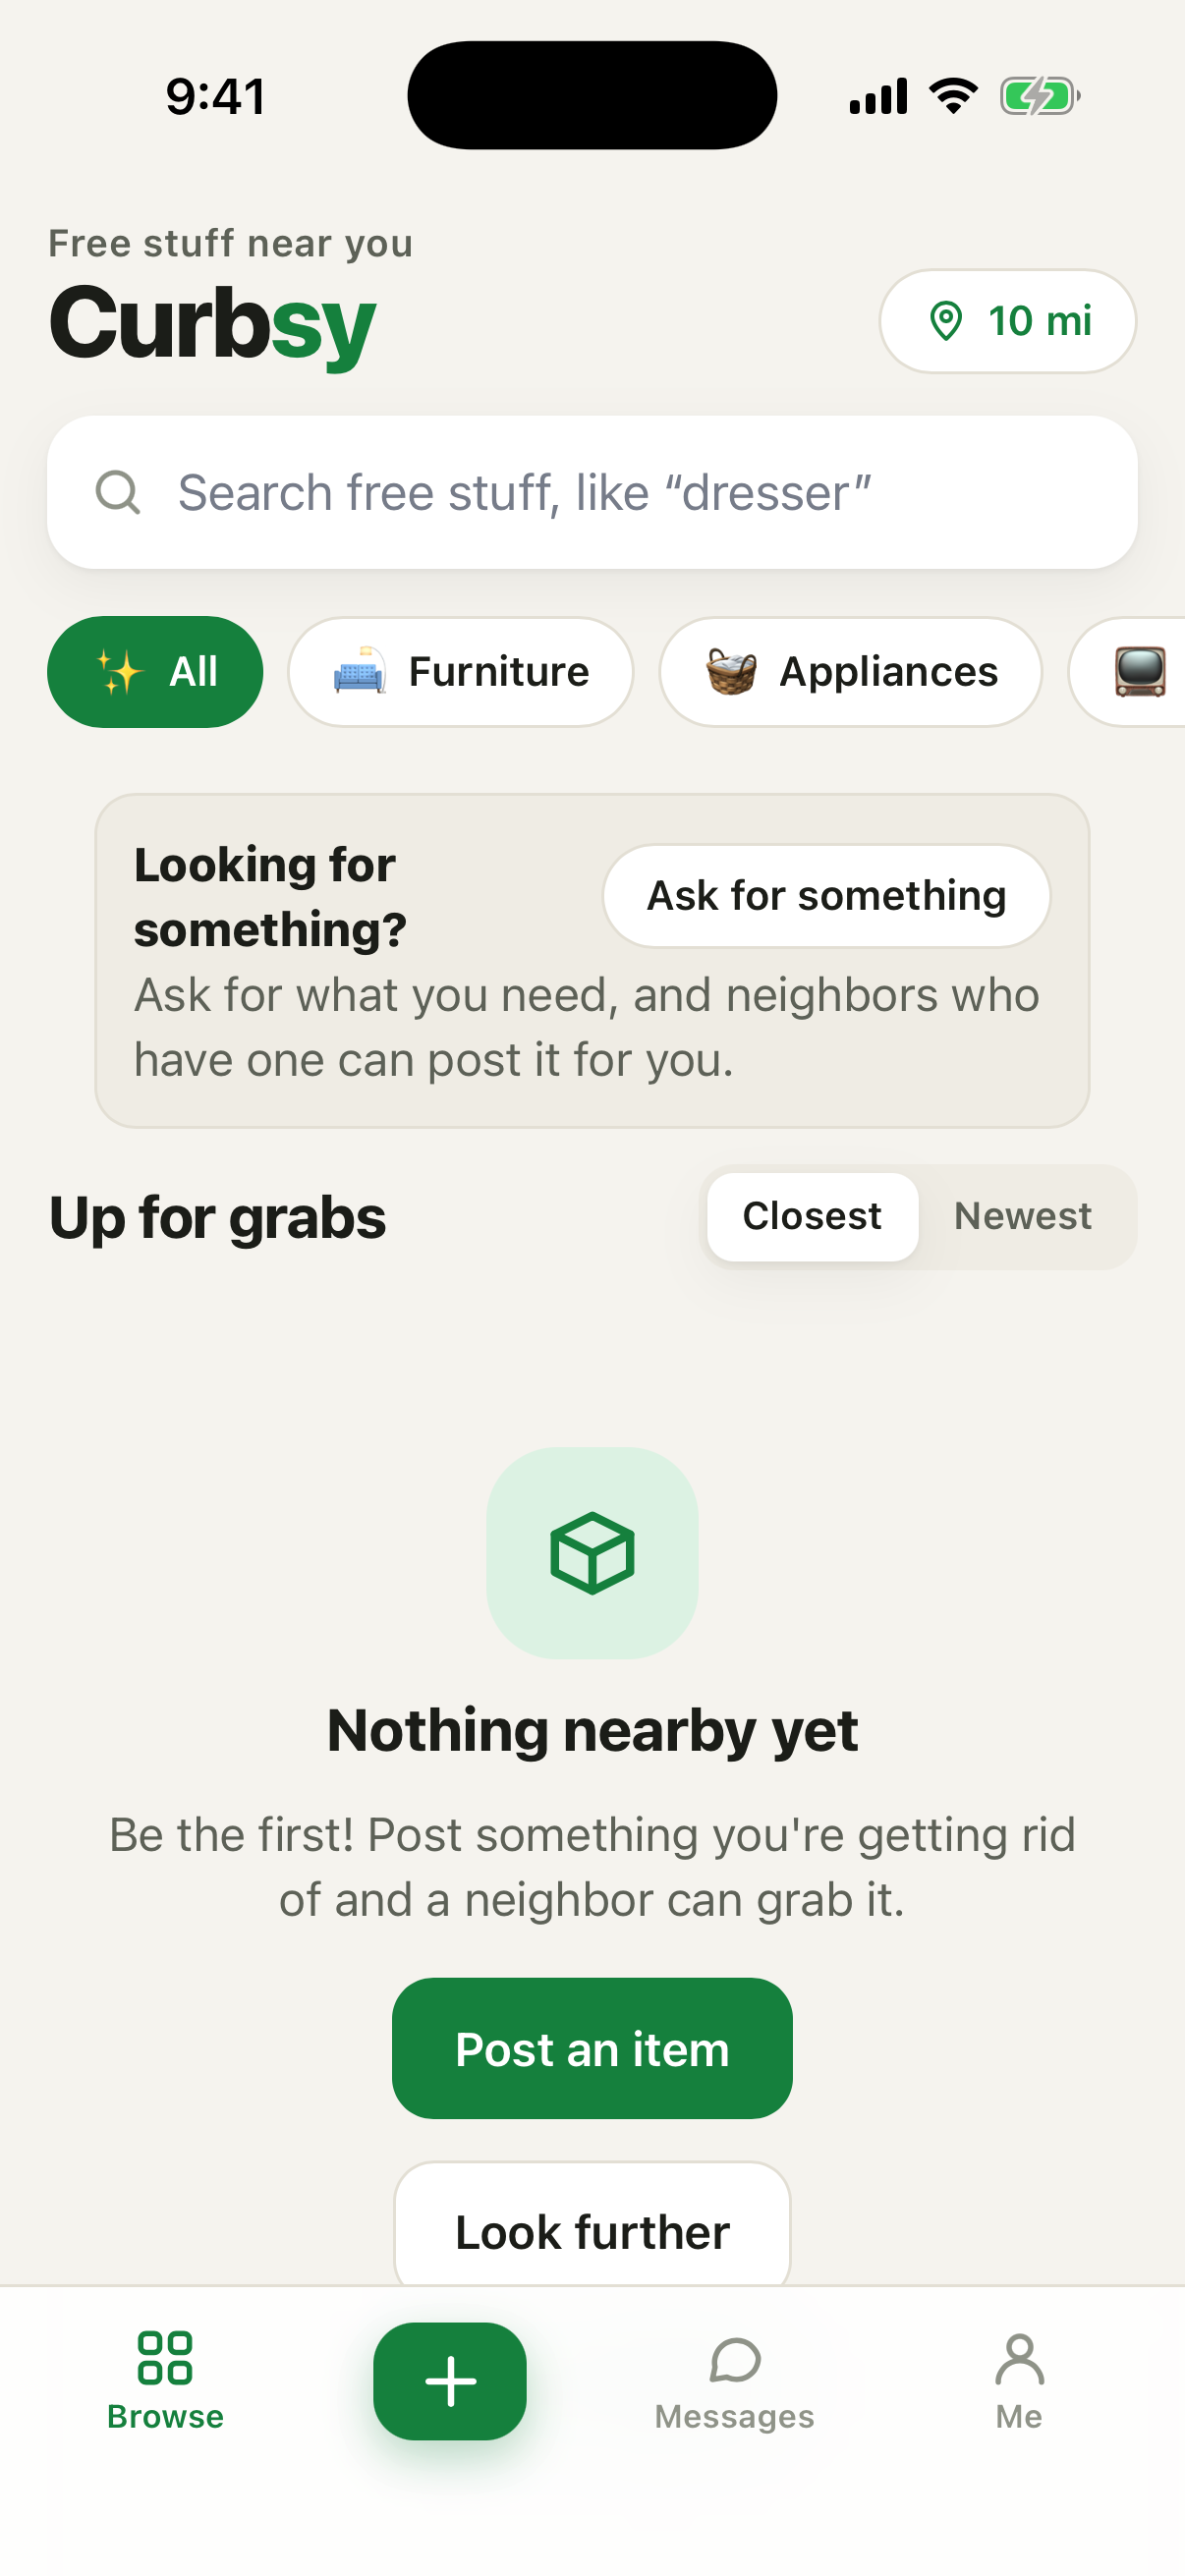 9:41
Free stuff near you
Curbsy
10 mi
Search free stuff, like “dresser”
All
Furniture
Appliances
Looking for
something?
Ask for something
Ask for what you need, and neighbors who
have one can post it for you.
Up for grabs
Closest
Newest
Nothing nearby yet
Be the first! Post something you're getting rid
of and a neighbor can grab it.
Post an item
Look further
Browse
Messages
Me